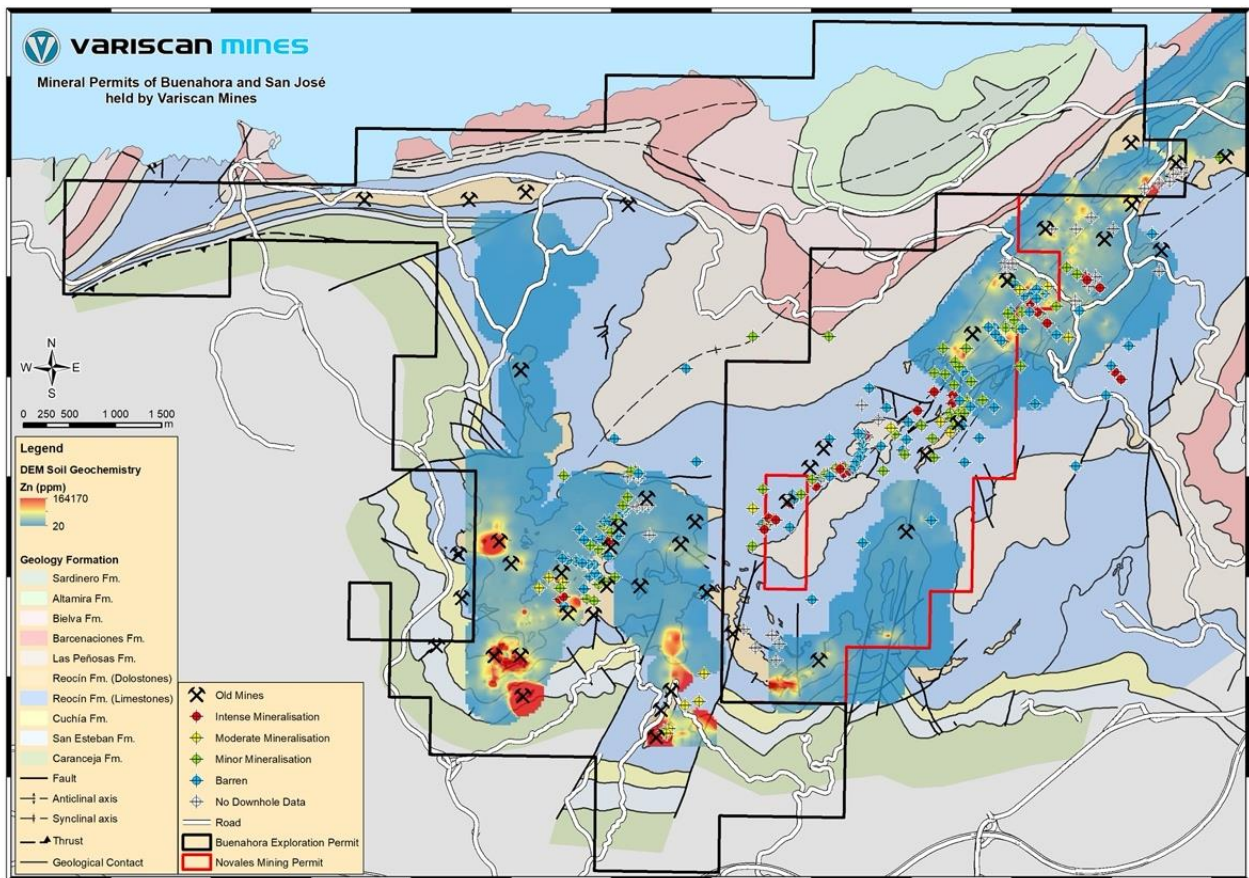 VARISCAN MINES
Mineral Permits of Buenahora and San José
held by Variscan Mines
N
W E
S
0 250 500 1 000 1 500
m
Legend
DEM Soil Geochemistry
Zn (ppm)
164170
20
Geology Formation
Sardinero Fm.
Altamira Fm.
Bielva Fm.
Barcenaciones Fm.
Las Peñosas Fm.
Reocín Fm. (Dolostones)
Reocín Fm. (Limestones)
Cuchía Fm.
San Esteban Fm.
Caranceja Fm.
Fault
Anticlinal axis
Synclinal axis
Thrust
Geological Contact
Old Mines
Intense Mineralisation
Moderate Mineralisation
Minor Mineralisation
Barren
No Downhole Data
Road
Buenahora Exploration Permit
Novales Mining Permit